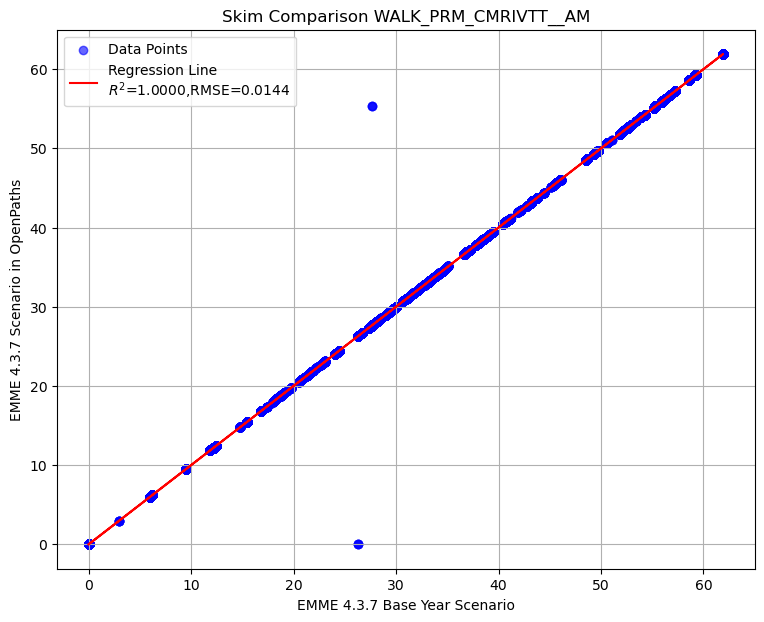 Skim Comparison WALK_PRM_CMRIVTT__AM
Data Points
Regression Line
R²=1.0000,RMSE=0.0144
EMME 4.3.7 Scenario in OpenPaths
60
50
40
30
20
10
0
0 10 20 30 40 50 60
EMME 4.3.7 Base Year Scenario